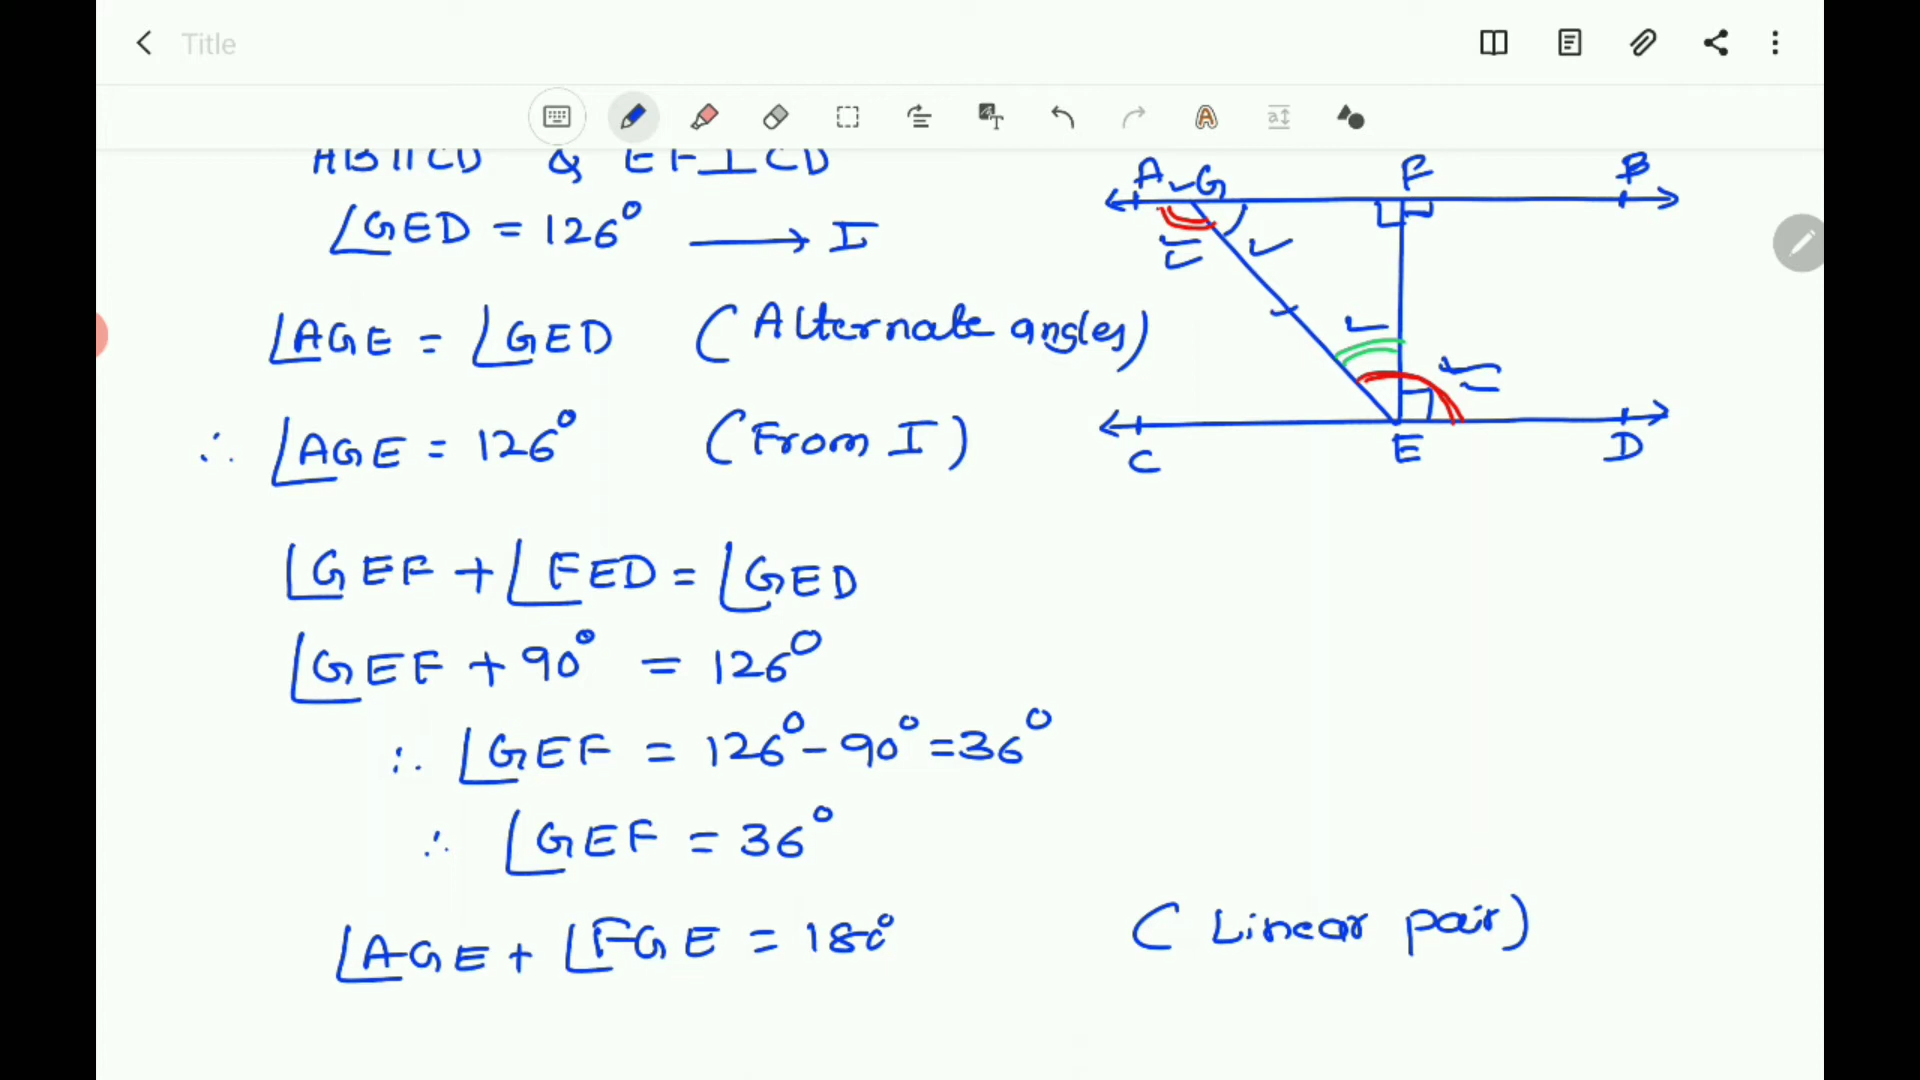 Title
AB||CD & EF⊥CD
∠GED = 126° ⟶ I
∠AGE = ∠GED (Alternate angles)
∴ ∠AGE = 126° (From I)
∠GEF + ∠FED = ∠GED
∠GEF + 90° = 126°
∴ ∠GEF = 126° - 90° = 36°
∴ ∠GEF = 36°
∠AGE + ∠FGE = 180° (Linear pair)
A G F B
C E D